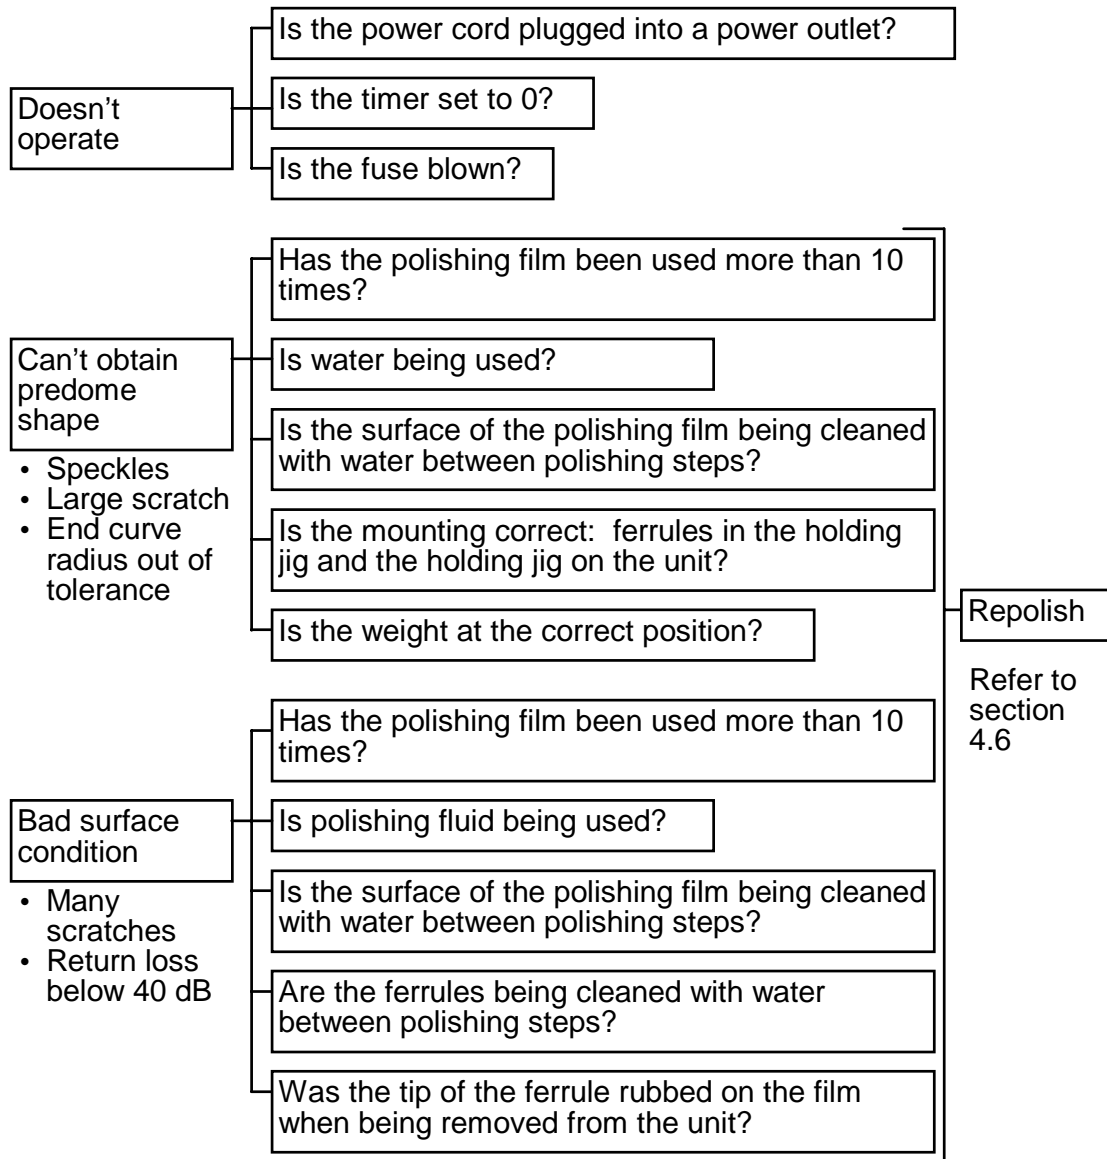 Doesn't
operate
Is the power cord plugged into a power outlet?
Is the timer set to 0?
Is the fuse blown?
Can't obtain
predome
shape
• Speckles
• Large scratch
• End curve
radius out of
tolerance
Has the polishing film been used more than 10
times?
Is water being used?
Is the surface of the polishing film being cleaned
with water between polishing steps?
Is the mounting correct:  ferrules in the holding
jig and the holding jig on the unit?
Is the weight at the correct position?
Bad surface
condition
• Many
scratches
• Return loss
below 40 dB
Has the polishing film been used more than 10
times?
Is polishing fluid being used?
Is the surface of the polishing film being cleaned
with water between polishing steps?
Are the ferrules being cleaned with water
between polishing steps?
Was the tip of the ferrule rubbed on the film
when being removed from the unit?
Repolish
Refer to
section
4.6